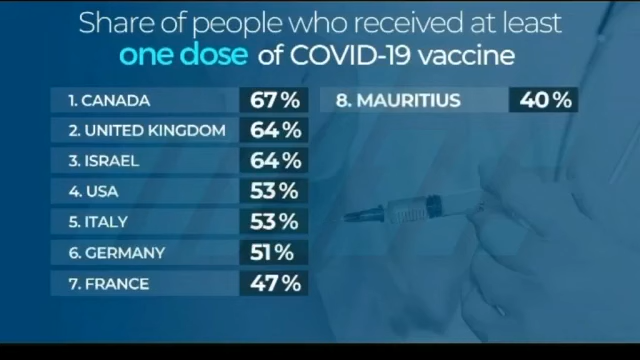 Share of people who received at least
one dose of COVID-19 vaccine
1. CANADA 67%
2. UNITED KINGDOM 64%
3. ISRAEL 64%
4. USA 53%
5. ITALY 53%
6. GERMANY 51%
7. FRANCE 47%
8. MAURITIUS 40%